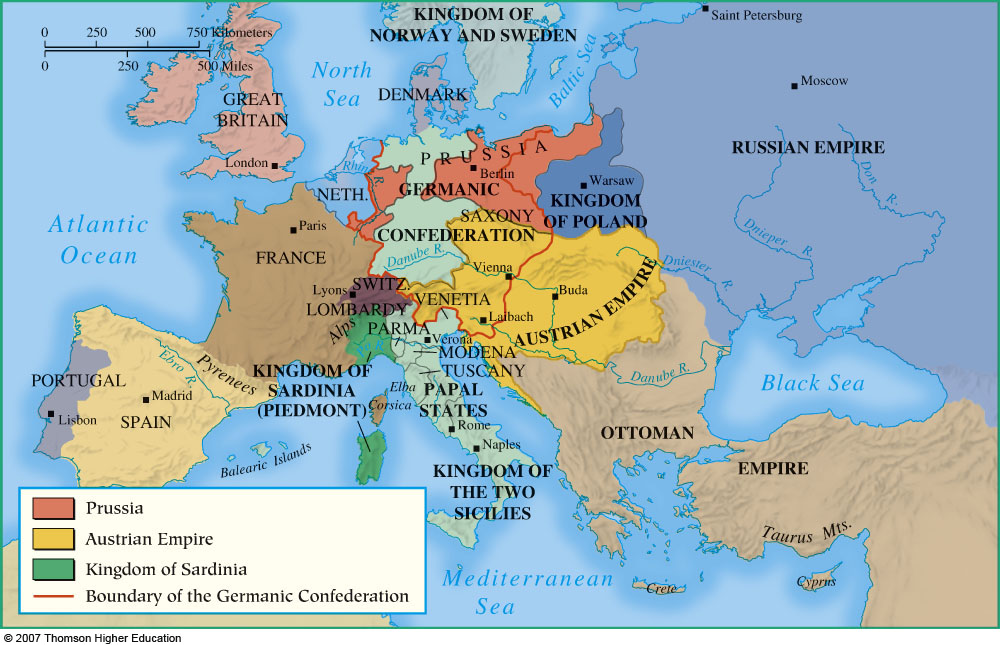 KINGDOM OF
NORWAY AND SWEDEN
Saint Petersburg
0 250 500 750 Kilometers
0 250 500 Miles
North
Sea
DENMARK
Baltic Sea
Moscow
GREAT
BRITAIN
London
RUSSIAN EMPIRE
PRUSSIA
Berlin
Rhine R.
NETH.
GERMANIC
CONFEDERATION
SAXONY
Warsaw
KINGDOM
OF POLAND
Don R.
Dnieper R.
Dniester
R.
Atlantic
Ocean
Paris
FRANCE
Danube R.
Vienna
Buda
AUSTRIAN EMPIRE
Lyons
SWITZ.
LOMBARDY
VENETIA
Laibach
Alps
PARMA
Verona
MODENA
TUSCANY
Danube R.
Black Sea
KINGDOM OF
SARDINIA
(PIEDMONT)
Elba
Corsica
PAPAL
STATES
Rome
Naples
KINGDOM OF
THE TWO
SICILIES
Pyrenees
Ebro R.
PORTUGAL
Lisbon
Madrid
SPAIN
Balearic Islands
OTTOMAN
EMPIRE
Taurus Mts.
Mediterranean
Sea
Crete
Cyprus
Prussia
Austrian Empire
Kingdom of Sardinia
Boundary of the Germanic Confederation
© 2007 Thomson Higher Education